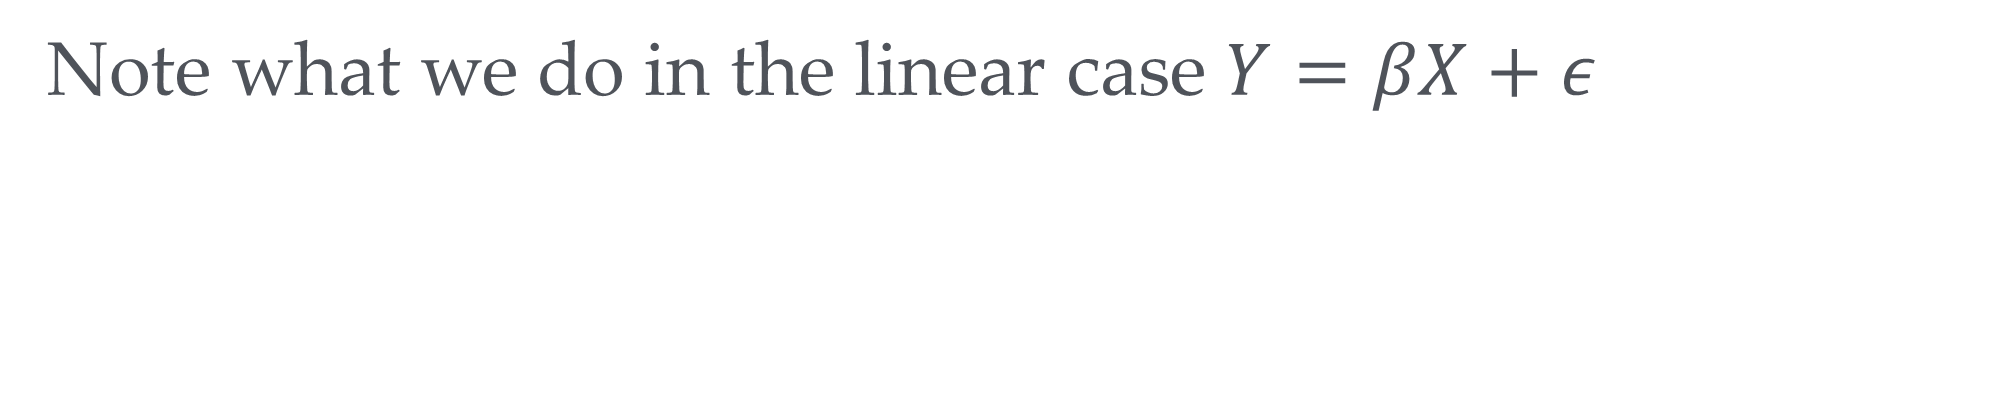 Note what we do in the linear case 𝑌 = 𝛽𝑋 + 𝜖